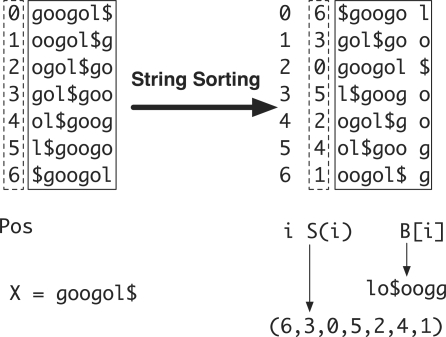 0 googol$ 0 6 $googo l
1 oogol$g 1 3 gol$go o
2 ogol$go 2 0 googol $
String Sorting
3 gol$goo 3 5 l$goog o
4 ol$goog 4 2 ogol$g o
5 l$googo 5 4 ol$goo g
6 $googol 6 1 oogol$ g
Pos i S(i) B[i]
X = googol$ lo$oogg
(6,3,0,5,2,4,1)